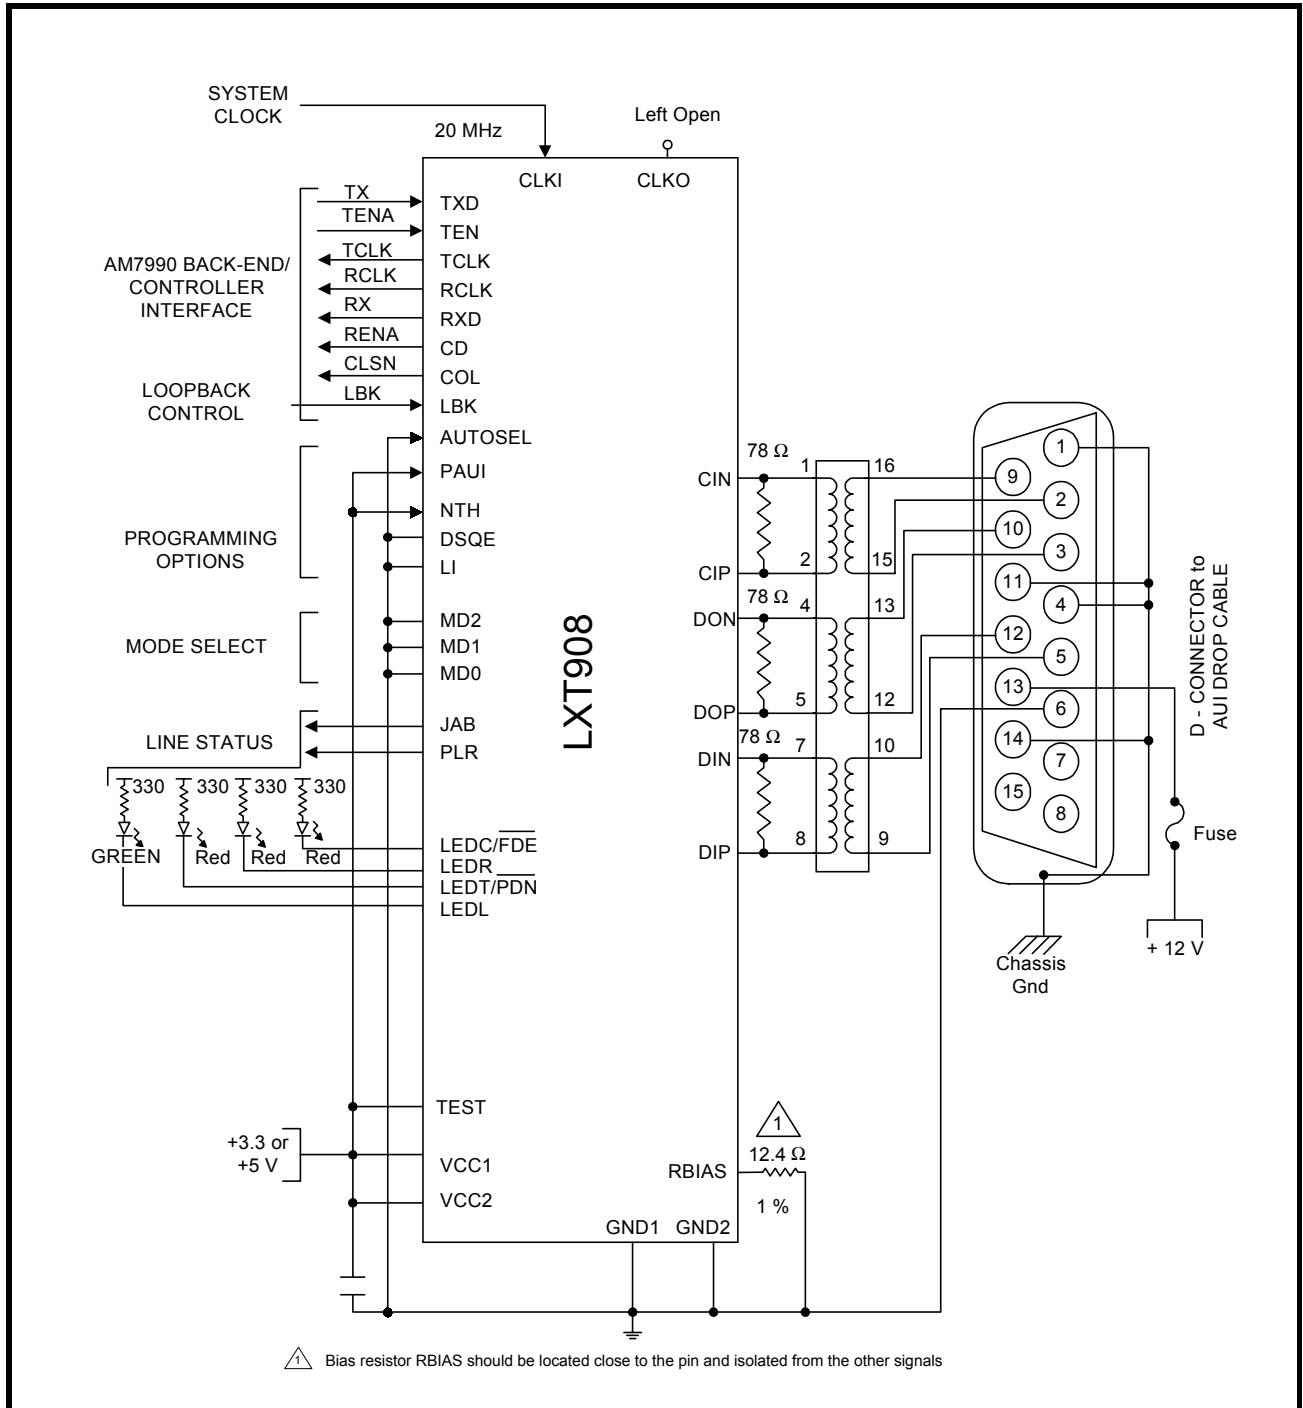 SYSTEM
CLOCK
20 MHz
Left Open
CLKI
CLKO
AM7990 BACK-END/
CONTROLLER
INTERFACE
TX
TENA
TCLK
RCLK
RX
RENA
CLSN
LBK
LOOPBACK
CONTROL
TXD
TEN
TCLK
RCLK
RXD
CD
COL
LBK
AUTOSEL
PAUI
NTH
DSQE
LI
PROGRAMMING
OPTIONS
MD2
MD1
MD0
MODE SELECT
JAB
PLR
LINE STATUS
330
330
330
330
GREEN
Red
Red
Red
LEDC/FDE
LEDR
LEDT/PDN
LEDL
LXT908
CIN
CIP
DON
DOP
DIN
DIP
78 Ω
78 Ω
78 Ω
1
2
4
5
7
8
16
15
13
12
10
9
1
9
2
10
3
11
4
12
5
13
6
14
7
15
8
D - CONNECTOR to
AUI DROP CABLE
Fuse
+ 12 V
Chassis
Gnd
TEST
+3.3 or
+5 V
VCC1
VCC2
RBIAS
1
12.4 Ω
1 %
GND1
GND2
1 Bias resistor RBIAS should be located close to the pin and isolated from the other signals